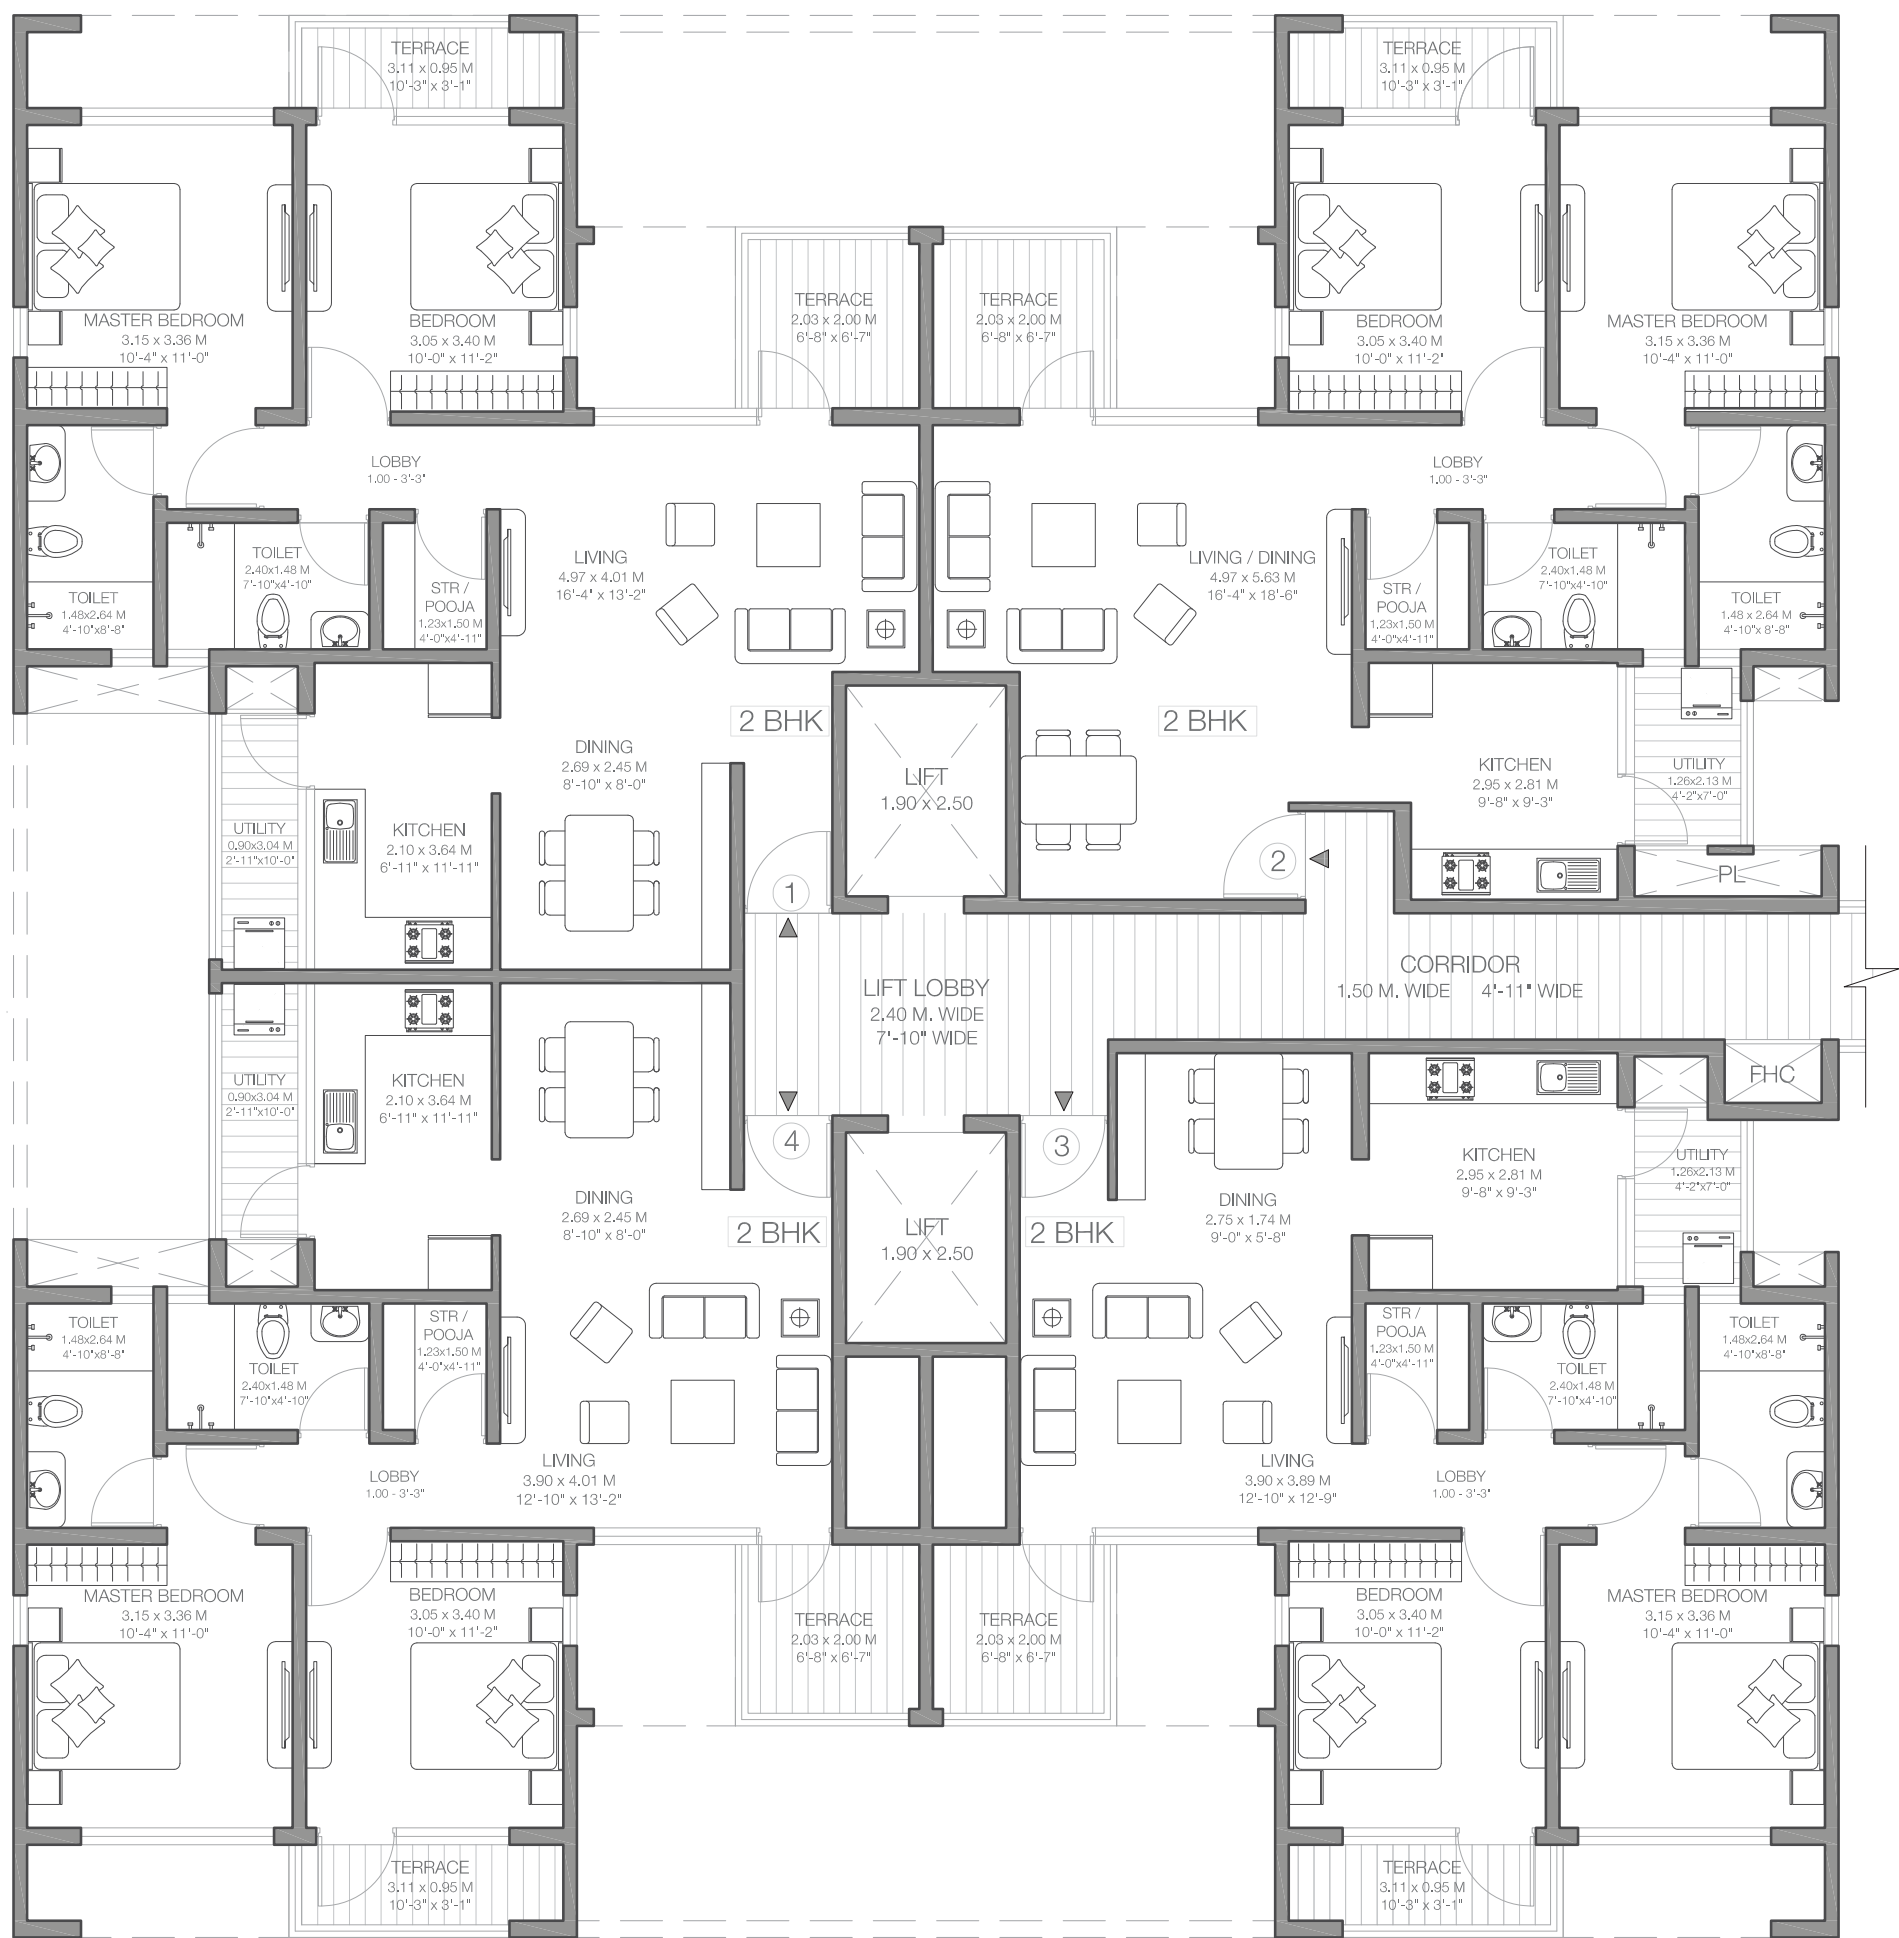 TERRACE
3.11 x 0.95 M
10'-3" x 3'-1"
TERRACE
3.11 x 0.95 M
10'-3" x 3'-1"
MASTER BEDROOM
3.15 x 3.36 M
10'-4" x 11'-0"
BEDROOM
3.05 x 3.40 M
10'-0" x 11'-2"
TERRACE
2.03 x 2.00 M
6'-8" x 6'-7"
TERRACE
2.03 x 2.00 M
6'-8" x 6'-7"
BEDROOM
3.05 x 3.40 M
10'-0" x 11'-2"
MASTER BEDROOM
3.15 x 3.36 M
10'-4" x 11'-0"
LOBBY
1.00 - 3'-3"
LOBBY
1.00 - 3'-3"
TOILET
1.48x2.64 M
4'-10"x8'-8"
TOILET
2.40x1.48 M
7'-10"x4'-10"
STR /
POOJA
1.23x1.50 M
4'-0"x4'-11"
LIVING
4.97 x 4.01 M
16'-4" x 13'-2"
LIVING / DINING
4.97 x 5.63 M
16'-4" x 18'-6"
STR /
POOJA
1.23x1.50 M
4'-0"x4'-11"
TOILET
2.40x1.48 M
7'-10"x4'-10"
TOILET
1.48 x 2.64 M
4'-10"x 8'-8"
2 BHK
2 BHK
DINING
2.69 x 2.45 M
8'-10" x 8'-0"
LIFT
1.90 x 2.50
KITCHEN
2.95 x 2.81 M
9'-8" x 9'-3"
UTILITY
1.26x2.13 M
4'-2"x7'-0"
UTILITY
0.90x3.04 M
2'-11"x10'-0"
KITCHEN
2.10 x 3.64 M
6'-11" x 11'-11"
1
2
PL
LIFT LOBBY
2.40 M. WIDE
7'-10" WIDE
CORRIDOR
1.50 M. WIDE 4'-11" WIDE
UTILITY
0.90x3.04 M
2'-11"x10'-0"
KITCHEN
2.10 x 3.64 M
6'-11" x 11'-11"
FHC
4
3
DINING
2.69 x 2.45 M
8'-10" x 8'-0"
2 BHK
LIFT
1.90 x 2.50
2 BHK
DINING
2.75 x 1.74 M
9'-0" x 5'-8"
KITCHEN
2.95 x 2.81 M
9'-8" x 9'-3"
UTILITY
1.26x2.13 M
4'-2"x7'-0"
TOILET
1.48x2.64 M
4'-10"x8'-8"
TOILET
2.40x1.48 M
7'-10"x4'-10"
STR /
POOJA
1.23x1.50 M
4'-0"x4'-11"
STR /
POOJA
1.23x1.50 M
4'-0"x4'-11"
TOILET
2.40x1.48 M
7'-10"x4'-10"
TOILET
1.48x2.64 M
4'-10"x8'-8"
LOBBY
1.00 - 3'-3"
LIVING
3.90 x 4.01 M
12'-10" x 13'-2"
LIVING
3.90 x 3.89 M
12'-10" x 12'-9"
LOBBY
1.00 - 3'-3"
MASTER BEDROOM
3.15 x 3.36 M
10'-4" x 11'-0"
BEDROOM
3.05 x 3.40 M
10'-0" x 11'-2"
TERRACE
2.03 x 2.00 M
6'-8" x 6'-7"
TERRACE
2.03 x 2.00 M
6'-8" x 6'-7"
BEDROOM
3.05 x 3.40 M
10'-0" x 11'-2"
MASTER BEDROOM
3.15 x 3.36 M
10'-4" x 11'-0"
TERRACE
3.11 x 0.95 M
10'-3" x 3'-1"
TERRACE
3.11 x 0.95 M
10'-3" x 3'-1"